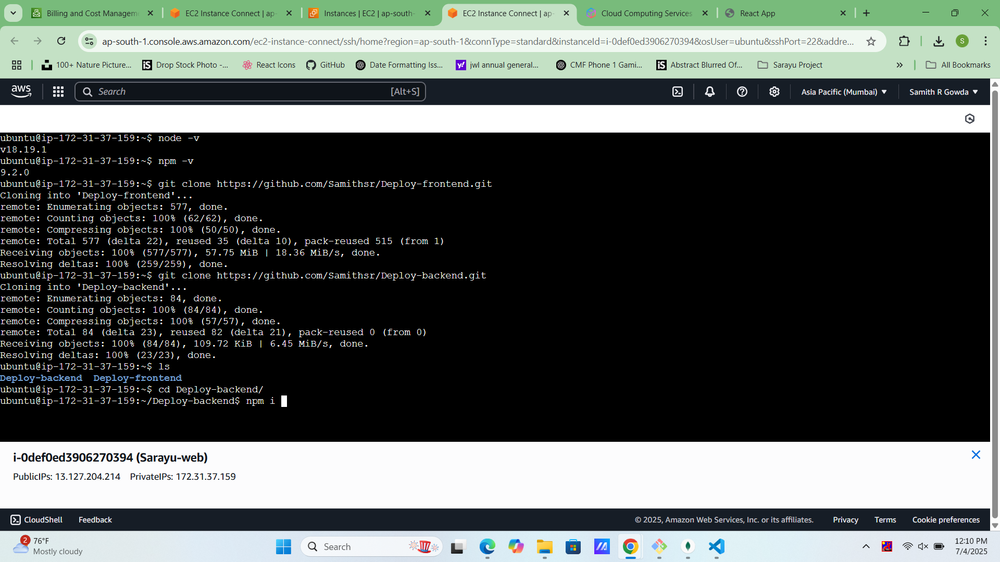 Billing and Cost Managem
EC2 Instance Connect | ap-
Instances | EC2 | ap-south-
EC2 Instance Connect | ap-
Cloud Computing Services
React App
ap-south-1.console.aws.amazon.com/ec2-instance-connect/ssh/home?region=ap-south-1&connType=standard&instanceId=i-0def0ed3906270394&osUser=ubuntu&sshPort=22&addre...
S
100+ Nature Picture...
Drop Stock Photo -...
React Icons
GitHub
Date Formatting Iss...
jwl annual general...
CMF Phone 1 Gami...
Abstract Blurred Of...
Sarayu Project
All Bookmarks
aws
Search
[Alt+S]
Asia Pacific (Mumbai)
Samith R Gowda
ubuntu@ip-172-31-37-159:~$ node -v
v18.19.1
ubuntu@ip-172-31-37-159:~$ npm -v
9.2.0
ubuntu@ip-172-31-37-159:~$ git clone https://github.com/Samithsr/Deploy-frontend.git
Cloning into 'Deploy-frontend'...
remote: Enumerating objects: 577, done.
remote: Counting objects: 100% (62/62), done.
remote: Compressing objects: 100% (50/50), done.
remote: Total 577 (delta 22), reused 35 (delta 10), pack-reused 515 (from 1)
Receiving objects: 100% (577/577), 57.75 MiB | 18.36 MiB/s, done.
Resolving deltas: 100% (259/259), done.
ubuntu@ip-172-31-37-159:~$ git clone https://github.com/Samithsr/Deploy-backend.git
Cloning into 'Deploy-backend'...
remote: Enumerating objects: 84, done.
remote: Counting objects: 100% (84/84), done.
remote: Compressing objects: 100% (57/57), done.
remote: Total 84 (delta 23), reused 82 (delta 21), pack-reused 0 (from 0)
Receiving objects: 100% (84/84), 109.72 KiB | 6.45 MiB/s, done.
Resolving deltas: 100% (23/23), done.
ubuntu@ip-172-31-37-159:~$ ls
Deploy-backend  Deploy-frontend
ubuntu@ip-172-31-37-159:~$ cd Deploy-backend/
ubuntu@ip-172-31-37-159:~/Deploy-backend$ npm i
i-0def0ed3906270394 (Sarayu-web)
PublicIPs: 13.127.204.214 PrivateIPs: 172.31.37.159
CloudShell
Feedback
© 2025, Amazon Web Services, Inc. or its affiliates.
Privacy
Terms
Cookie preferences
2
76°F
Mostly cloudy
Search
12:10 PM
7/4/2025